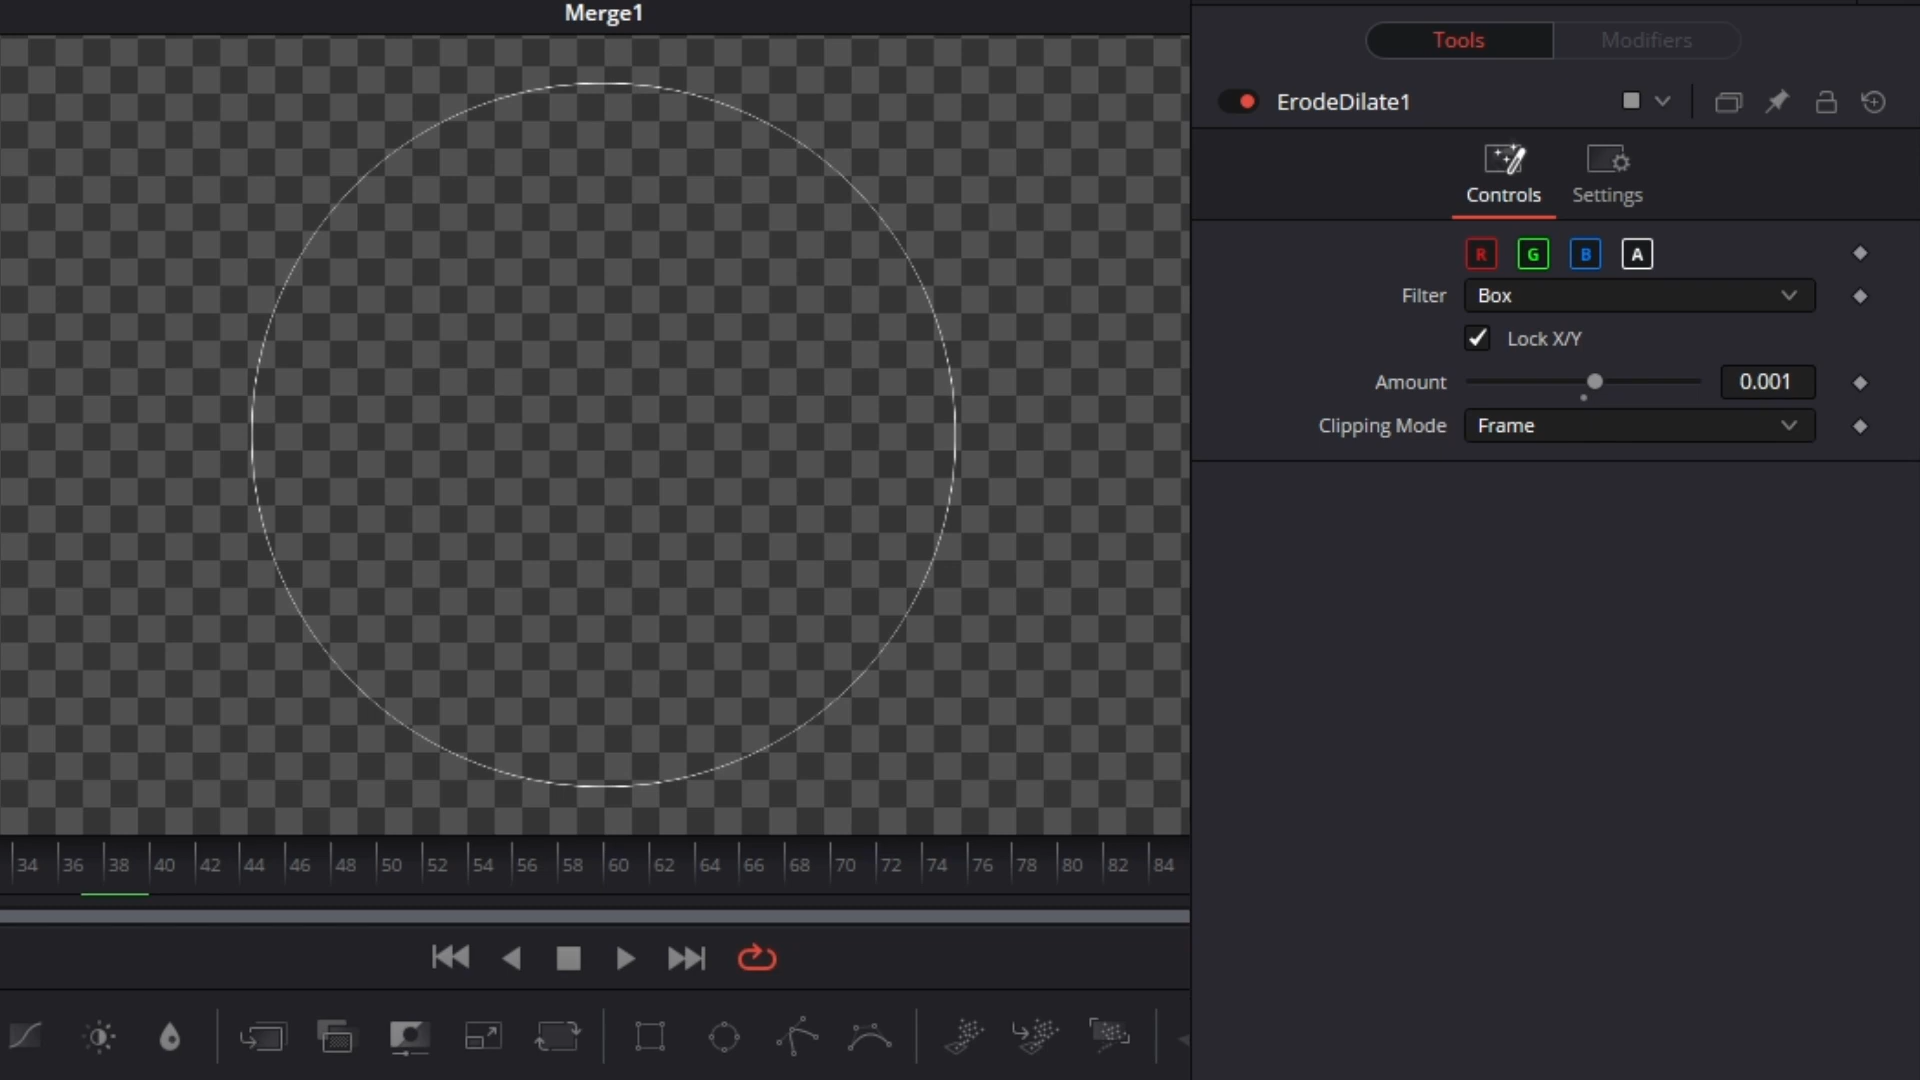 Merge1
Tools Modifiers
ErodeDilate1
Controls Settings
R G B A
Filter Box
Lock X/Y
Amount 0.001
Clipping Mode Frame
34 36 38 40 42 44 46 48 50 52 54 56 58 60 62 64 66 68 70 72 74 76 78 80 82 84